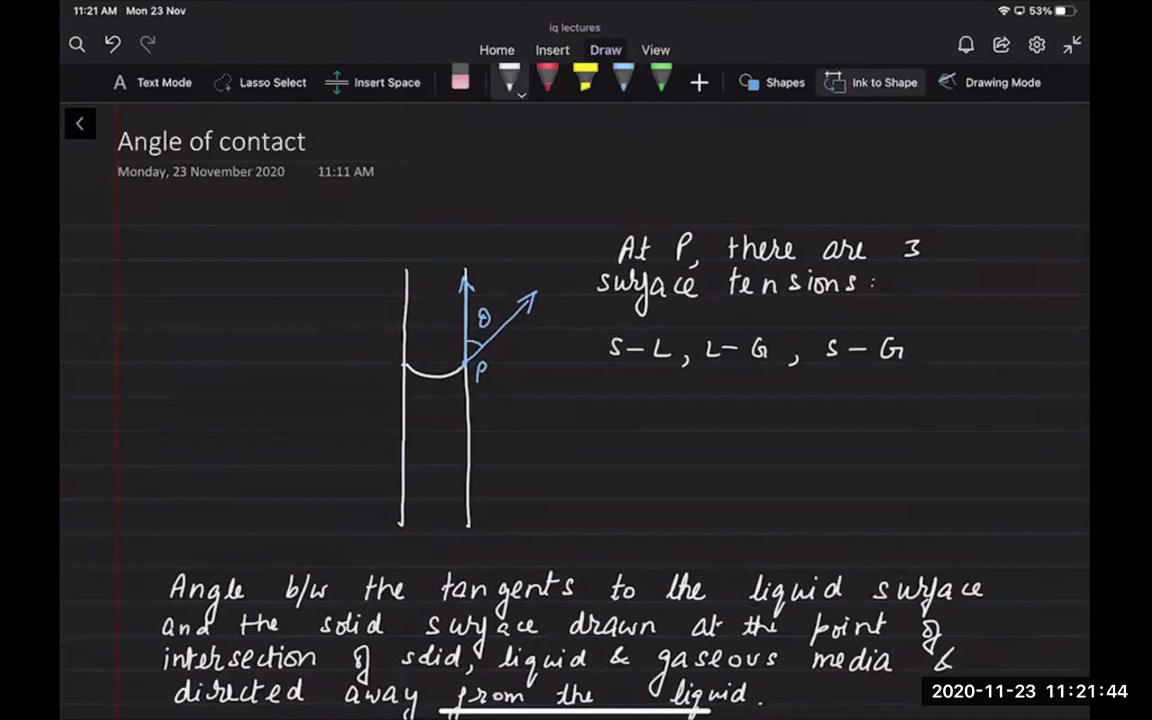 11:21 AM Mon 23 Nov
53%
iq lectures
Home Insert Draw View
Text Mode Lasso Select Insert Space Shapes Ink to Shape Drawing Mode
Angle of contact
Monday, 23 November 2020 11:11 AM
At P, there are 3
surface tensions:
S-L, L-G, S-G
θ
P
Angle b/w the tangents to the liquid surface
and the solid surface drawn at the point of
intersection of solid, liquid & gaseous media &
directed away from the liquid.
2020-11-23 11:21:44